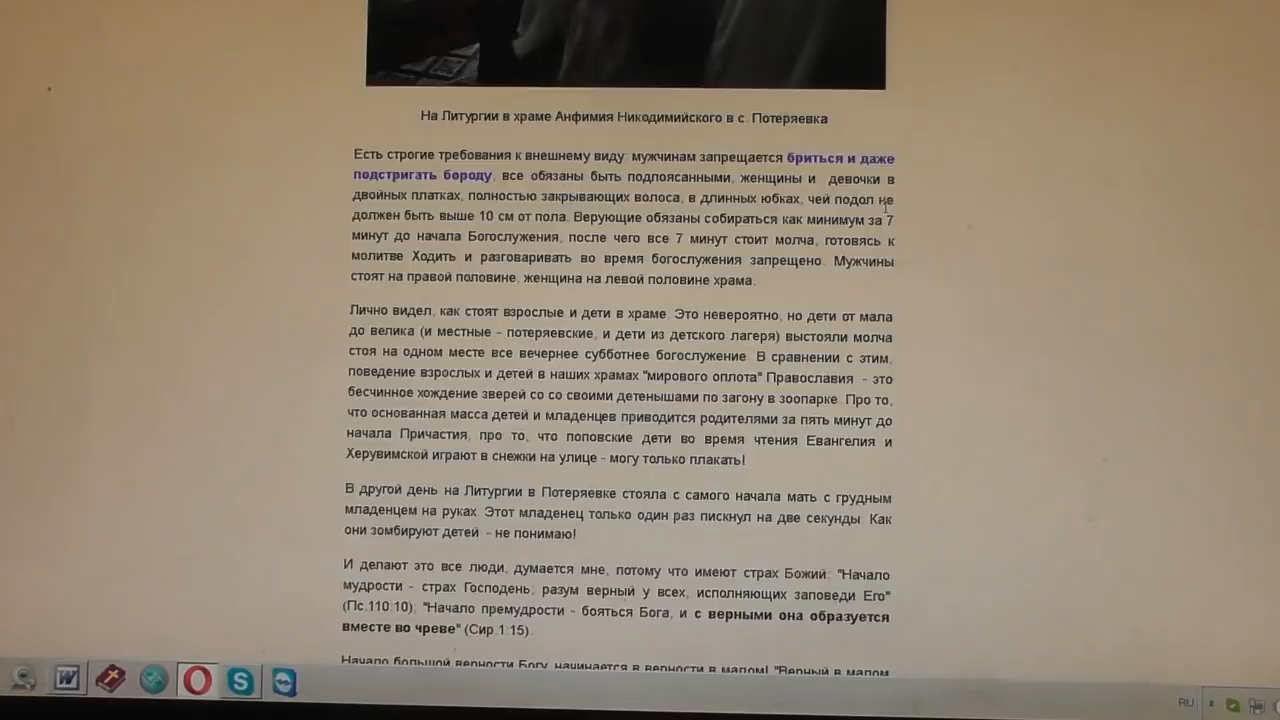 На Литургии в храме Анфимия Никодимийского в с. Потеряевка
Есть строгие требования к внешнему виду: мужчинам запрещается бриться и даже
подстригать бороду, все обязаны быть подпоясанными, женщины и девочки в
двойных платках, полностью закрывающих волоса, в длинных юбках, чей подол не
должен быть выше 10 см от пола. Верующие обязаны собираться как минимум за 7
минут до начала Богослужения, после чего все 7 минут стоит молча, готовясь к
молитве Ходить и разговаривать во время богослужения запрещено. Мужчины
стоят на правой половине, женщина на левой половине храма.
Лично видел, как стоят взрослые и дети в храме. Это невероятно, но дети от мала
до велика (и местные - потеряевские, и дети из детского лагеря) выстояли молча
стоя на одном месте все вечернее субботнее богослужение. В сравнении с этим,
поведение взрослых и детей в наших храмах "мирового оплота" Православия - это
бесчинное хождение зверей со со своими детенышами по загону в зоопарке. Про то,
что основанная масса детей и младенцев приводится родителями за пять минут до
начала Причастия, про то, что поповские дети во время чтения Евангелия и
Херувимской играют в снежки на улице - могу только плакать!
В другой день на Литургии в Потеряевке стояла с самого начала мать с грудным
младенцем на руках. Этот младенец только один раз пискнул на две секунды. Как
они зомбируют детей - не понимаю!
И делают это все люди, думается мне, потому что имеют страх Божий: "Начало
мудрости - страх Господень; разум верный у всех, исполняющих заповеди Его"
(Пс.110:10), "Начало премудрости - бояться Бога, и с верными она образуется
вместе во чреве" (Сир.1:15).
Начало большой верности Богу, начинается в верности в малом! "Верный в малом
RU